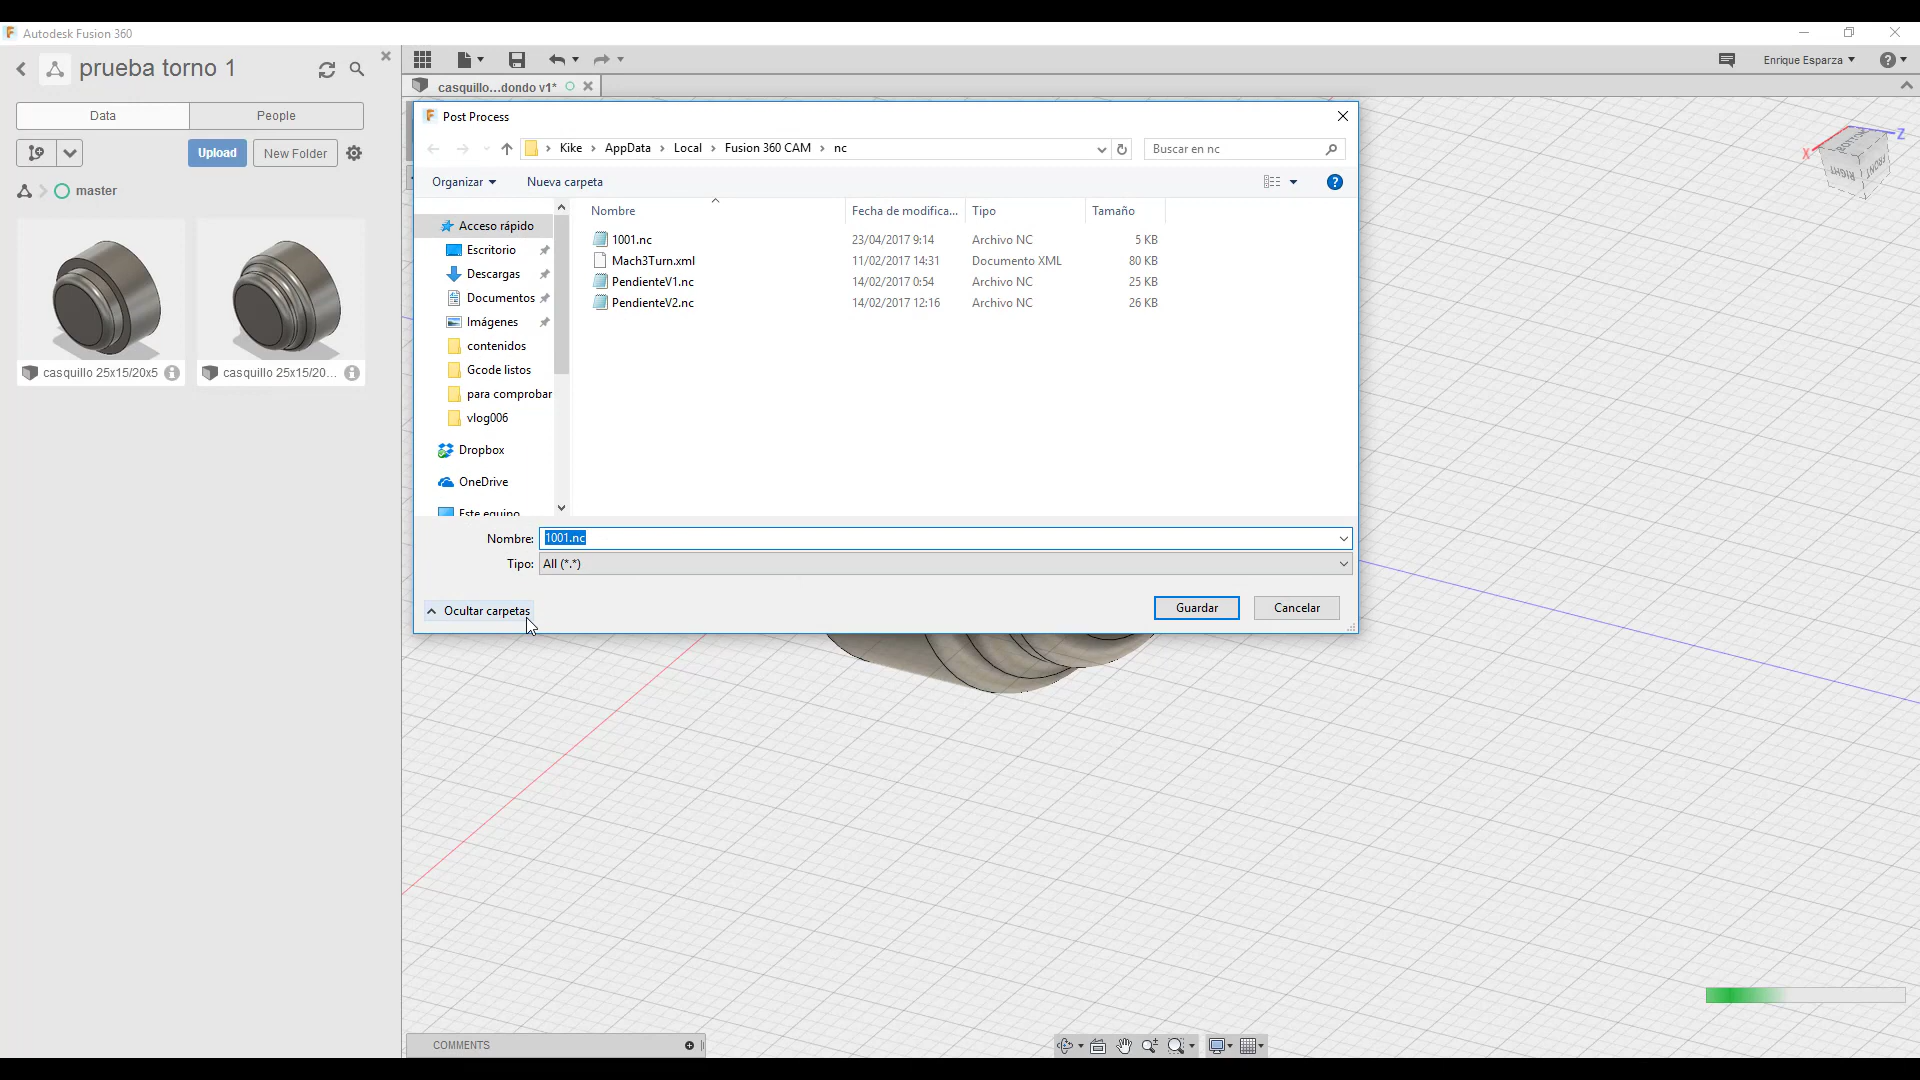 Autodesk Fusion 360
prueba torno 1
Data
People
Upload
New Folder
master
casquillo 25x15/20x5
casquillo 25x15/20...
Enrique Esparza
casquillo...dondo v1*
Post Process
Kike > AppData > Local > Fusion 360 CAM > nc
Buscar en nc
Organizar
Nueva carpeta
Nombre
Fecha de modifica...
Tipo
Tamaño
Acceso rápido
Escritorio
Descargas
Documentos
Imágenes
contenidos
Gcode listos
para comprobar
vlog006
Dropbox
OneDrive
Este equipo
1001.nc 23/04/2017 9:14 Archivo NC 5 KB
Mach3Turn.xml 11/02/2017 14:31 Documento XML 80 KB
PendienteV1.nc 14/02/2017 0:54 Archivo NC 25 KB
PendienteV2.nc 14/02/2017 12:16 Archivo NC 26 KB
Nombre: 1001.nc
Tipo: All (*.*)
Ocultar carpetas
Guardar
Cancelar
X
Z
BOTTOM
RIGHT
FRONT
COMMENTS